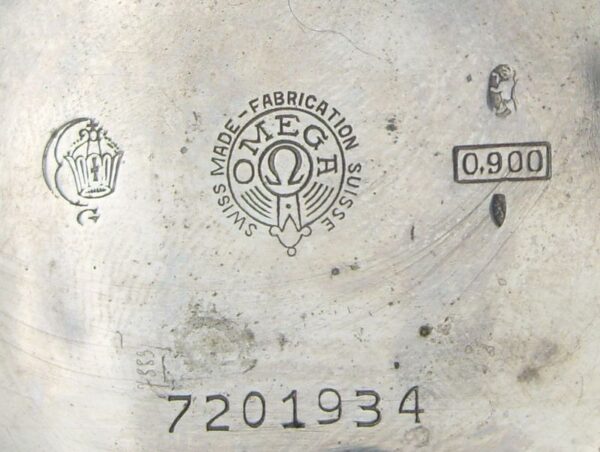 SWISS MADE-FABRICATION SUISSE
OMEGA
Ω
0,900
7201934